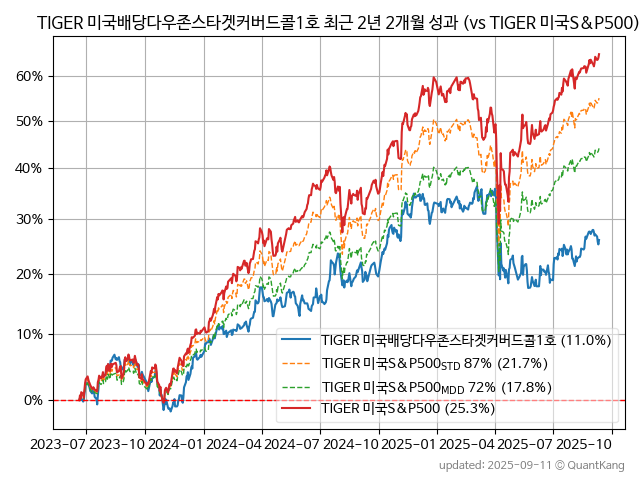 TIGER 미국배당다우존스타겟커버드콜1호 최근 2년 2개월 성과 (vs TIGER 미국S&P500)
60%
50%
40%
30%
20%
10%
0%
TIGER 미국배당다우존스타겟커버드콜1호 (11.0%)
TIGER 미국S&P500STD 87% (21.7%)
TIGER 미국S&P500MDD 72% (17.8%)
TIGER 미국S&P500 (25.3%)
2023-07 2023-10 2024-01 2024-04 2024-07 2024-10 2025-01 2025-04 2025-07 2025-10
updated: 2025-09-11 © QuantKang